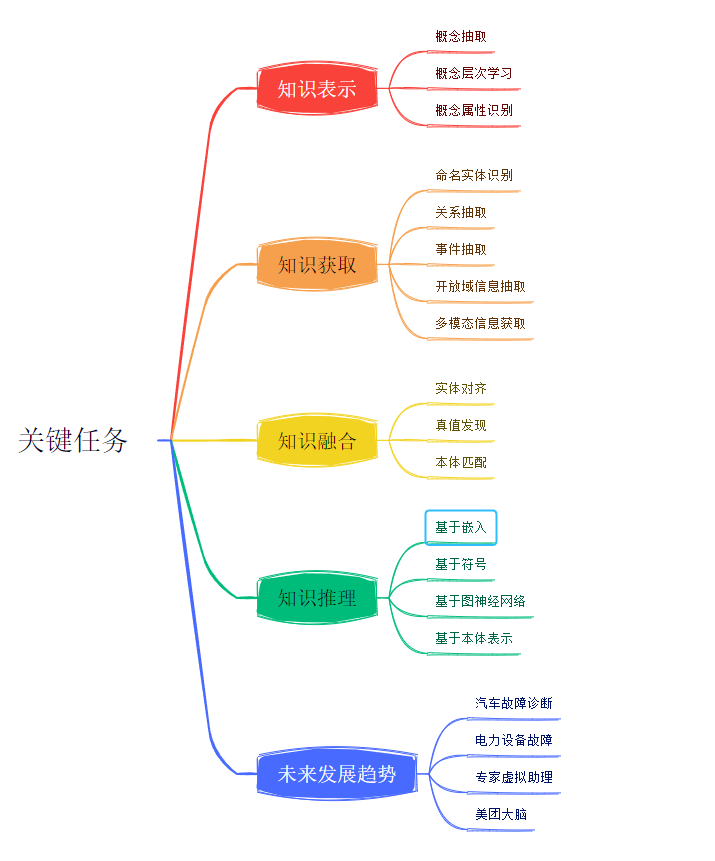 关键任务
知识表示
概念抽取
概念层次学习
概念属性识别
知识获取
命名实体识别
关系抽取
事件抽取
开放域信息抽取
多模态信息获取
知识融合
实体对齐
真值发现
本体匹配
知识推理
基于嵌入
基于符号
基于图神经网络
基于本体表示
未来发展趋势
汽车故障诊断
电力设备故障
专家虚拟助理
美团大脑